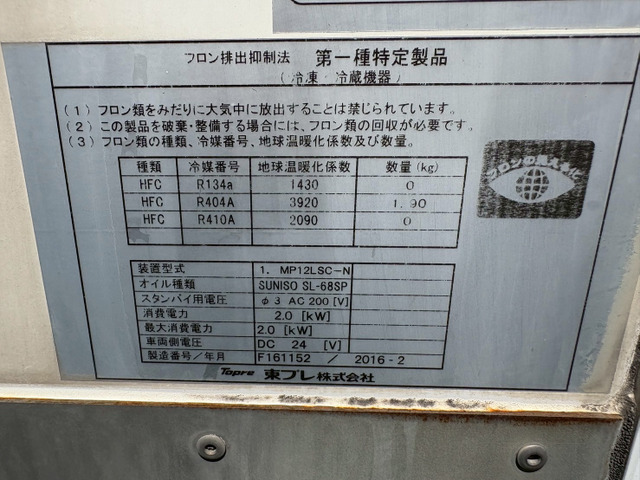 フロン排出抑制法 第一種特定製品
(冷凍・冷蔵機器)
(1) フロン類をみだりに大気中に放出することは禁じられています。
(2) この製品を破棄・整備する場合には、フロン類の回収が必要です。
(3) フロン類の種類、冷媒番号、地球温暖化係数及び数量。
種類 冷媒番号 地球温暖化係数 数量(kg)
HFC R134a 1430 0
HFC R404A 3920 1.90
HFC R410A 2090 0
フロンの見える化
装置型式 1. MP12LSC-N
オイル種類 SUNISO SL-68SP
スタンバイ用電圧 φ3 AC 200 [V]
消費電力 2.0 [kW]
最大消費電力 2.0 [kW]
車両側電圧 DC 24 [V]
製造番号/年月 F161152 / 2016-2
Topre 東プレ株式会社